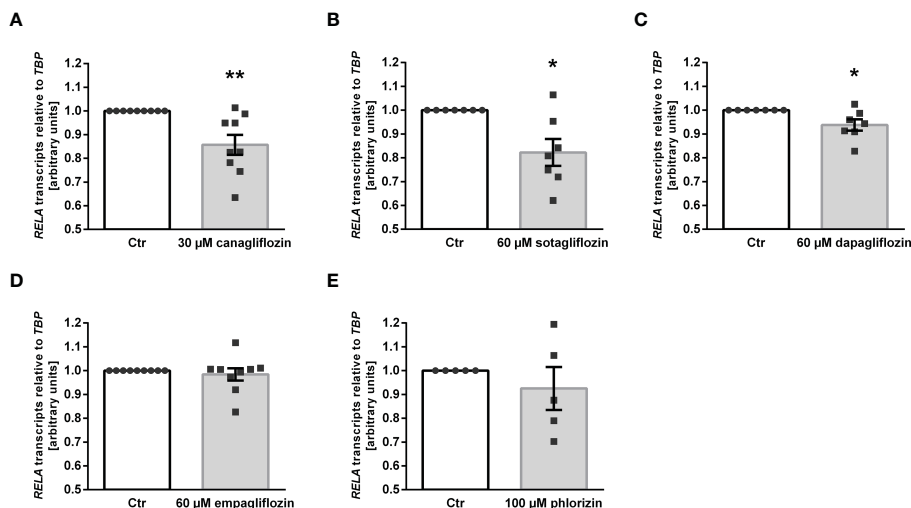 A
RELA transcripts relative to TBP
[arbitrary units]
1.2
1.1
1.0
0.9
0.8
0.7
0.6
0.5
**
Ctr
30 µM canagliflozin
B
RELA transcripts relative to TBP
[arbitrary units]
1.2
1.1
1.0
0.9
0.8
0.7
0.6
0.5
*
Ctr
60 µM sotagliflozin
C
RELA transcripts relative to TBP
[arbitrary units]
1.2
1.1
1.0
0.9
0.8
0.7
0.6
0.5
*
Ctr
60 µM dapagliflozin
D
RELA transcripts relative to TBP
[arbitrary units]
1.2
1.1
1.0
0.9
0.8
0.7
0.6
0.5
Ctr
60 µM empagliflozin
E
RELA transcripts relative to TBP
[arbitrary units]
1.2
1.1
1.0
0.9
0.8
0.7
0.6
0.5
Ctr
100 µM phlorizin